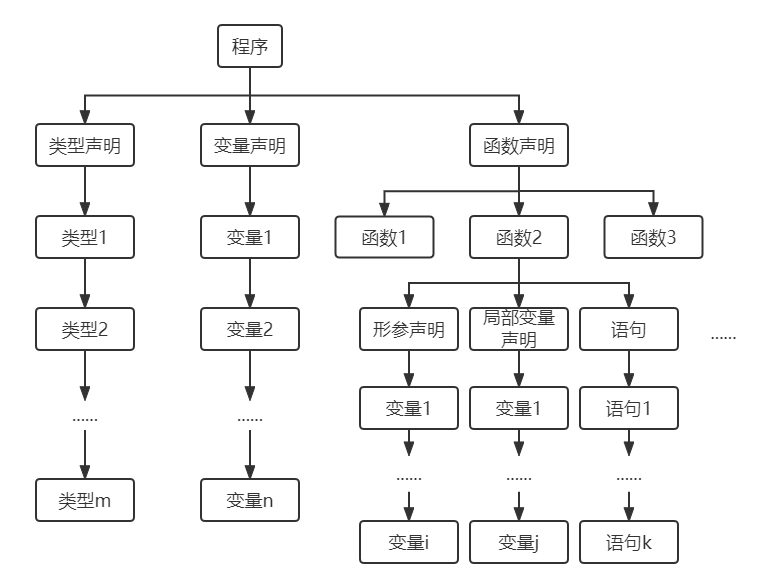 程序
类型声明
变量声明
函数声明
类型1
变量1
函数1
函数2
函数3
类型2
变量2
形参声明
局部变量
声明
语句
......
变量1
变量1
语句1
......
......
......
......
......
类型m
变量n
变量i
变量j
语句k